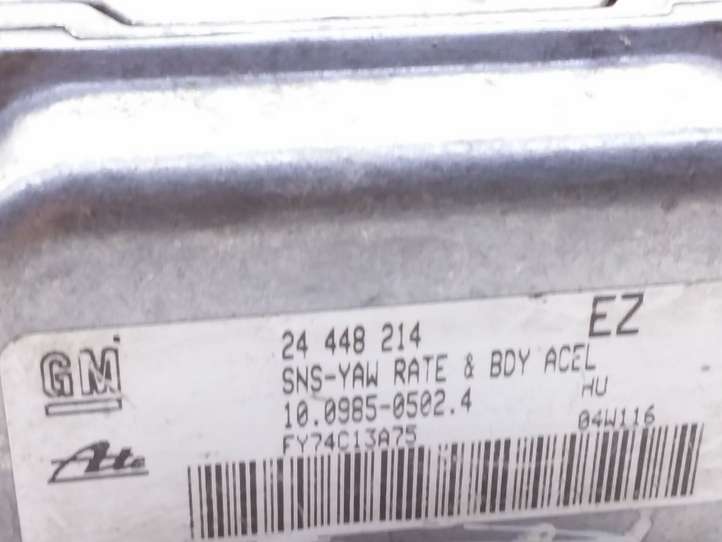 24 448 214 EZ
GM
SNS-YAW RATE & BDY ACEL
10.0985-0502.4 HU
Ate
FY74C13A75 04W116